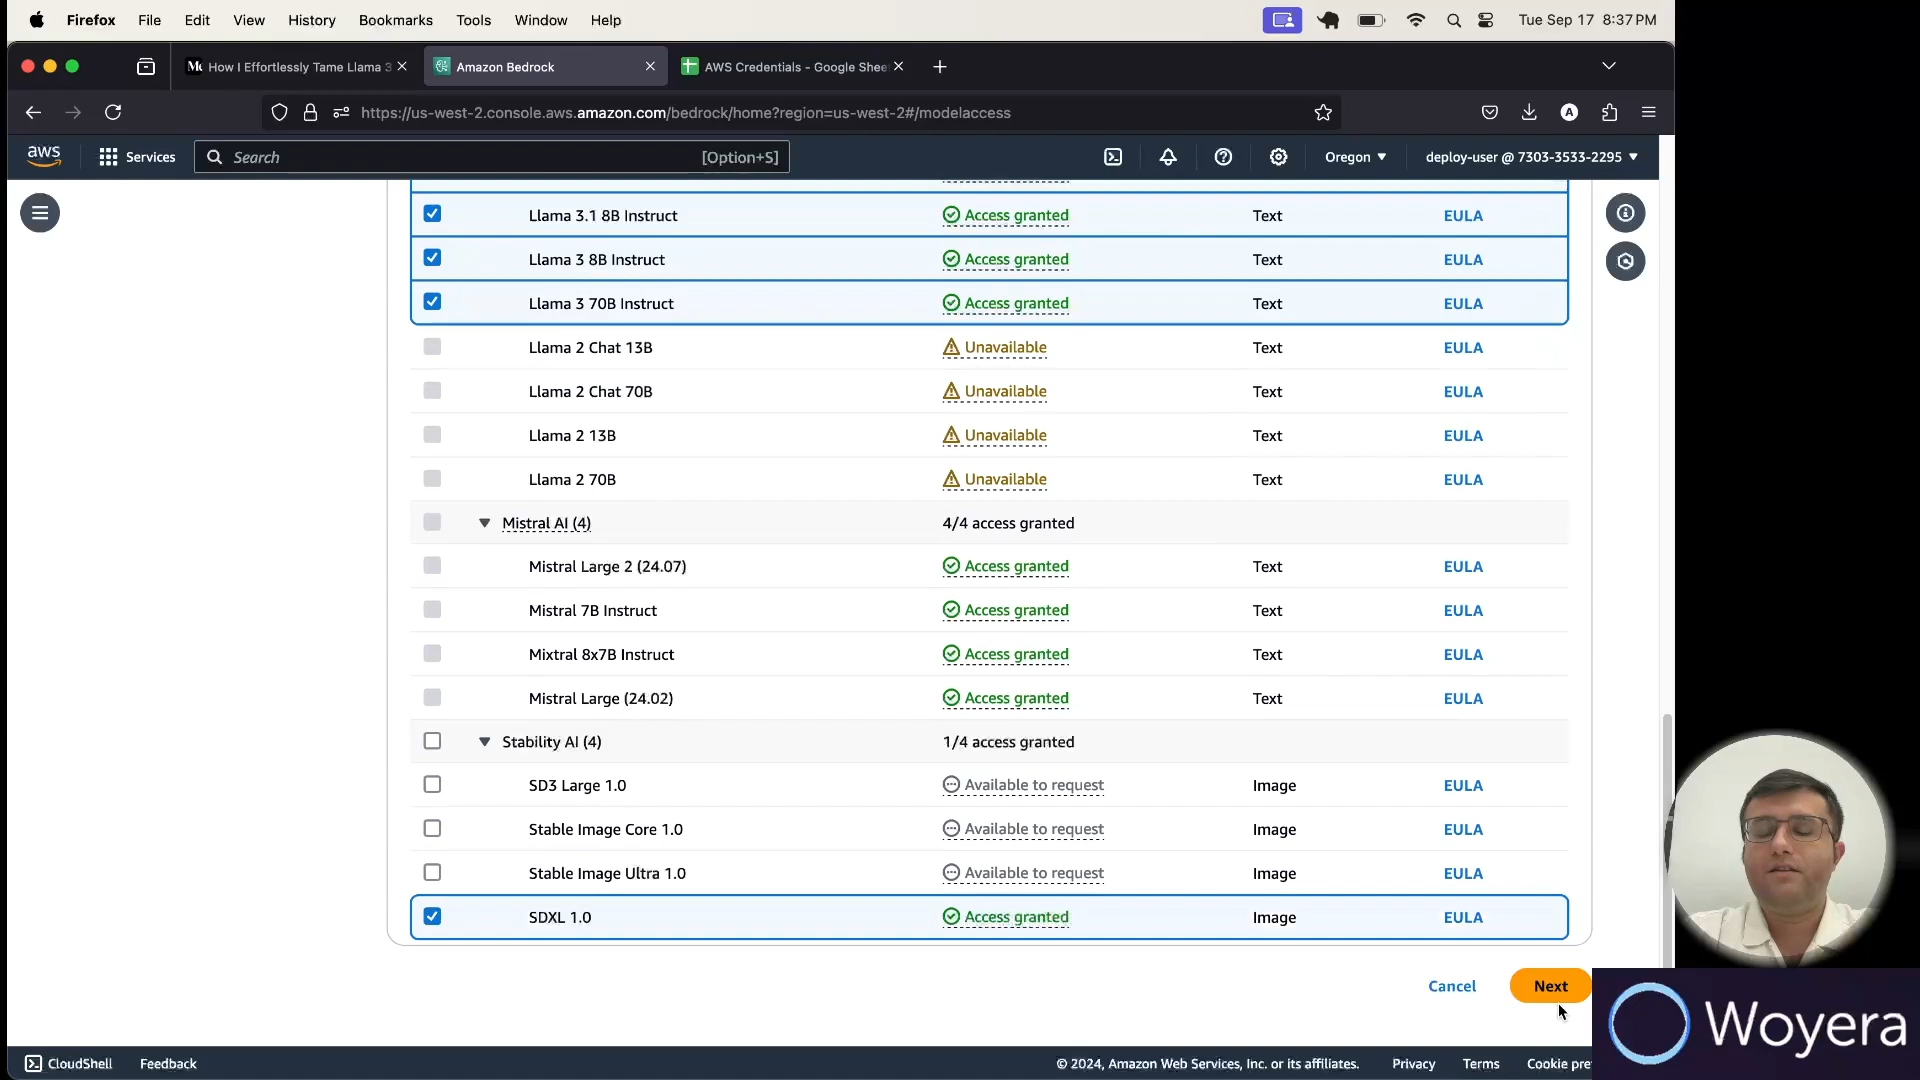 Firefox File Edit View History Bookmarks Tools Window Help Tue Sep 17 8:37 PM
How I Effortlessly Tame Llama 3 Amazon Bedrock AWS Credentials - Google Shee
https://us-west-2.console.aws.amazon.com/bedrock/home?region=us-west-2#/modelaccess
aws Services Search [Option+S] Oregon deploy-user @ 7303-3533-2295
Llama 3.1 8B Instruct Access granted Text EULA
Llama 3 8B Instruct Access granted Text EULA
Llama 3 70B Instruct Access granted Text EULA
Llama 2 Chat 13B Unavailable Text EULA
Llama 2 Chat 70B Unavailable Text EULA
Llama 2 13B Unavailable Text EULA
Llama 2 70B Unavailable Text EULA
Mistral AI (4) 4/4 access granted
Mistral Large 2 (24.07) Access granted Text EULA
Mistral 7B Instruct Access granted Text EULA
Mixtral 8x7B Instruct Access granted Text EULA
Mistral Large (24.02) Access granted Text EULA
Stability AI (4) 1/4 access granted
SD3 Large 1.0 Available to request Image EULA
Stable Image Core 1.0 Available to request Image EULA
Stable Image Ultra 1.0 Available to request Image EULA
SDXL 1.0 Access granted Image EULA
Cancel Next
Woyera
CloudShell Feedback © 2024, Amazon Web Services, Inc. or its affiliates. Privacy Terms Cookie pre